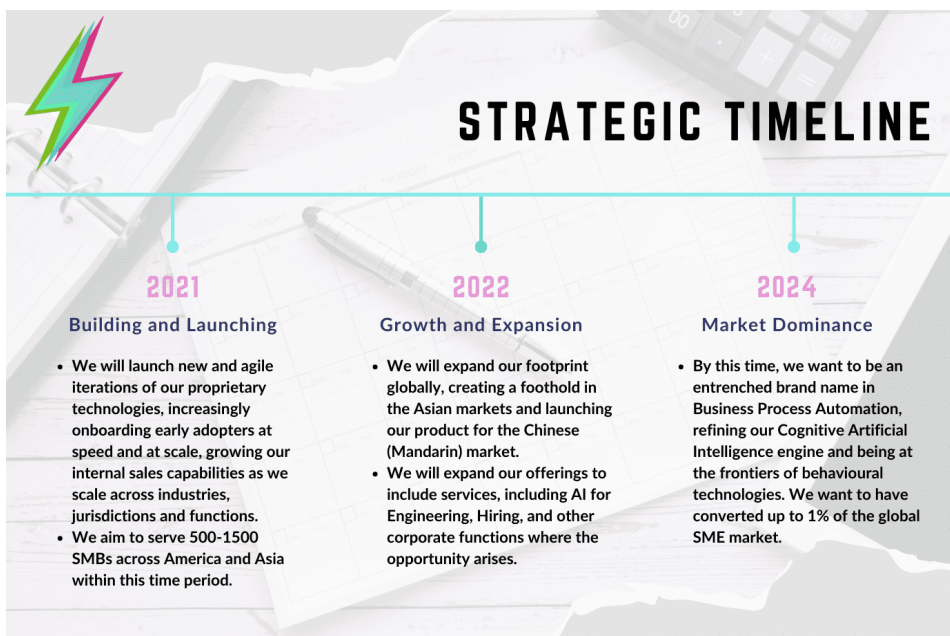 STRATEGIC TIMELINE
2021
Building and Launching
• We will launch new and agile
iterations of our proprietary
technologies, increasingly
onboarding early adopters at
speed and at scale, growing our
internal sales capabilities as we
scale across industries,
jurisdictions and functions.
• We aim to serve 500-1500
SMBs across America and Asia
within this time period.
2022
Growth and Expansion
• We will expand our footprint
globally, creating a foothold in
the Asian markets and launching
our product for the Chinese
(Mandarin) market.
• We will expand our offerings to
include services, including AI for
Engineering, Hiring, and other
corporate functions where the
opportunity arises.
2024
Market Dominance
• By this time, we want to be an
entrenched brand name in
Business Process Automation,
refining our Cognitive Artificial
Intelligence engine and being at
the frontiers of behavioural
technologies. We want to have
converted up to 1% of the global
SME market.